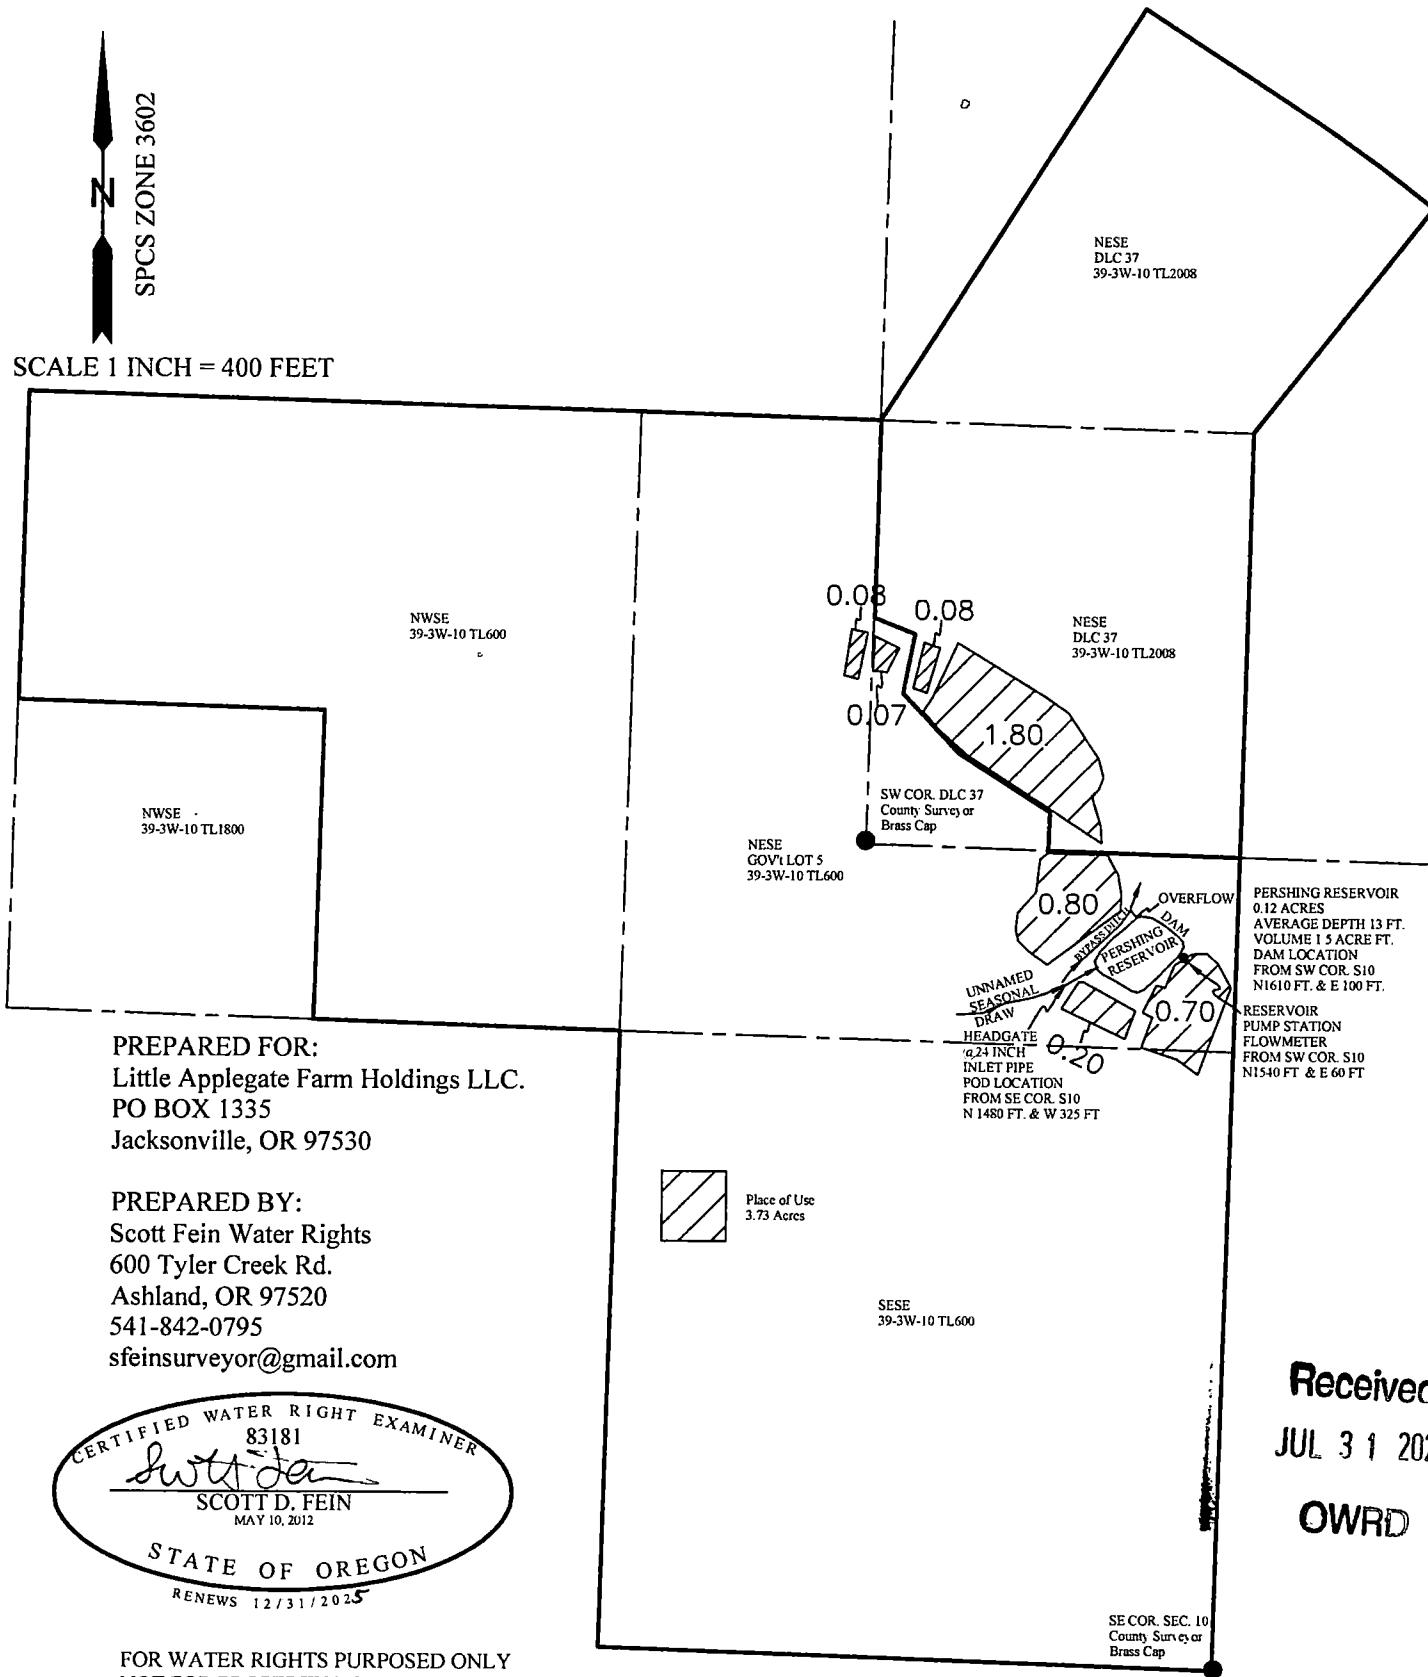 SPCS ZONE 3602
N
SCALE 1 INCH = 400 FEET
NESE
DLC 37
39-3W-10 TL2008
NWSE
39-3W-10 TL600
0.08
0.08
0.07
1.80
NESE
DLC 37
39-3W-10 TL2008
NWSE
39-3W-10 TL1800
SW COR. DLC 37
County Surveyor
Brass Cap
NESE
GOV't LOT 5
39-3W-10 TL600
0.80
OVERFLOW
DAM
BYPASS DITCH
PERSHING
RESERVOIR
PERSHING RESERVOIR
0.12 ACRES
AVERAGE DEPTH 13 FT.
VOLUME 1.5 ACRE FT.
DAM LOCATION
FROM SW COR. S10
N1610 FT. & E 100 FT.
UNNAMED
SEASONAL
DRAW
0.70
0.20
RESERVOIR
PUMP STATION
FLOWMETER
FROM SW COR. S10
N1540 FT & E 60 FT
HEADGATE
@24 INCH
INLET PIPE
POD LOCATION
FROM SE COR. S10
N 1480 FT. & W 325 FT
PREPARED FOR:
Little Applegate Farm Holdings LLC.
PO BOX 1335
Jacksonville, OR 97530
PREPARED BY:
Scott Fein Water Rights
600 Tyler Creek Rd.
Ashland, OR 97520
541-842-0795
sfeinsurveyor@gmail.com
Place of Use
3.73 Acres
SESE
39-3W-10 TL600
CERTIFIED WATER RIGHT EXAMINER
83181
SCOTT D. FEIN
MAY 10, 2012
STATE OF OREGON
RENEWS 12/31/2025
Received
JUL 31 202
OWRD
SE COR. SEC. 10
County Surveyor
Brass Cap
FOR WATER RIGHTS PURPOSED ONLY